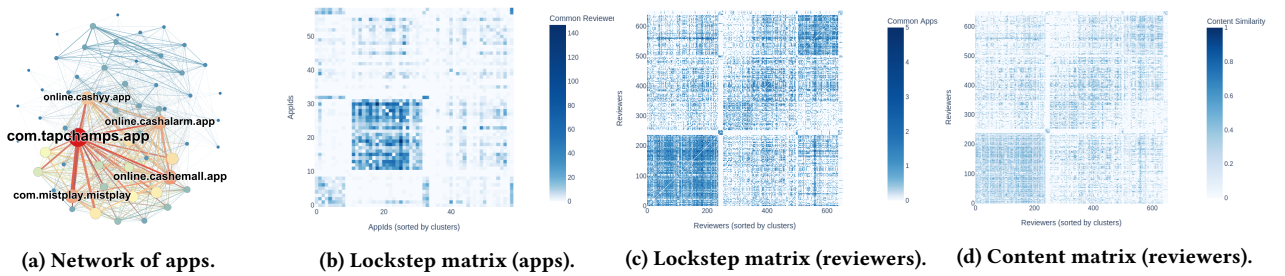 online.cashyy.app
online.cashalarm.app
com.tapchamps.app
online.cashemall.app
com.mistplay.mistplay
(a) Network of apps.
Common Reviewer
140
120
100
80
60
40
20
0
50
40
30
20
10
0
AppIds
0
20
40
AppIds (sorted by clusters)
(b) Lockstep matrix (apps).
Common Apps
5
4
3
2
1
0
600
500
400
300
200
100
0
Reviewers
0
200
400
600
Reviewers (sorted by clusters)
(c) Lockstep matrix (reviewers).
Content Similarity
1
0.8
0.6
0.4
0.2
0
600
500
400
300
200
100
0
Reviewers
0
200
400
600
Reviewers (sorted by clusters)
(d) Content matrix (reviewers).